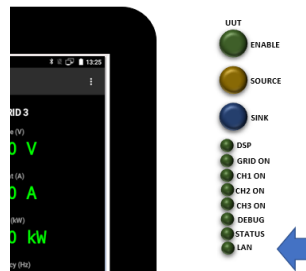 13:25
RID 3
e (V)
0 V
t (A)
0 A
(kW)
0 kW
cy (Hz)
UUT
ENABLE
SOURCE
SINK
DSP
GRID ON
CH1 ON
CH2 ON
CH3 ON
DEBUG
STATUS
LAN